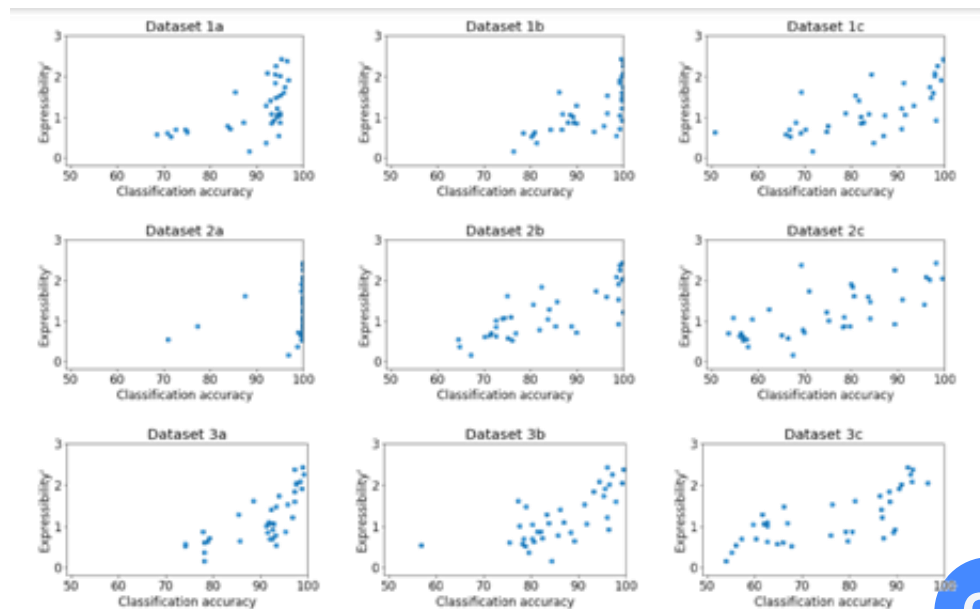 Dataset 1a
Dataset 1b
Dataset 1c
Expressibility'
3
2
1
0
50 60 70 80 90 100
Classification accuracy
Expressibility'
3
2
1
0
50 60 70 80 90 100
Classification accuracy
Expressibility'
3
2
1
0
50 60 70 80 90 100
Classification accuracy
Dataset 2a
Dataset 2b
Dataset 2c
Expressibility'
3
2
1
0
50 60 70 80 90 100
Classification accuracy
Expressibility'
3
2
1
0
50 60 70 80 90 100
Classification accuracy
Expressibility'
3
2
1
0
50 60 70 80 90 100
Classification accuracy
Dataset 3a
Dataset 3b
Dataset 3c
Expressibility'
3
2
1
0
50 60 70 80 90 100
Classification accuracy
Expressibility'
3
2
1
0
50 60 70 80 90 100
Classification accuracy
Expressibility'
3
2
1
0
50 60 70 80 90 100
Classification accuracy